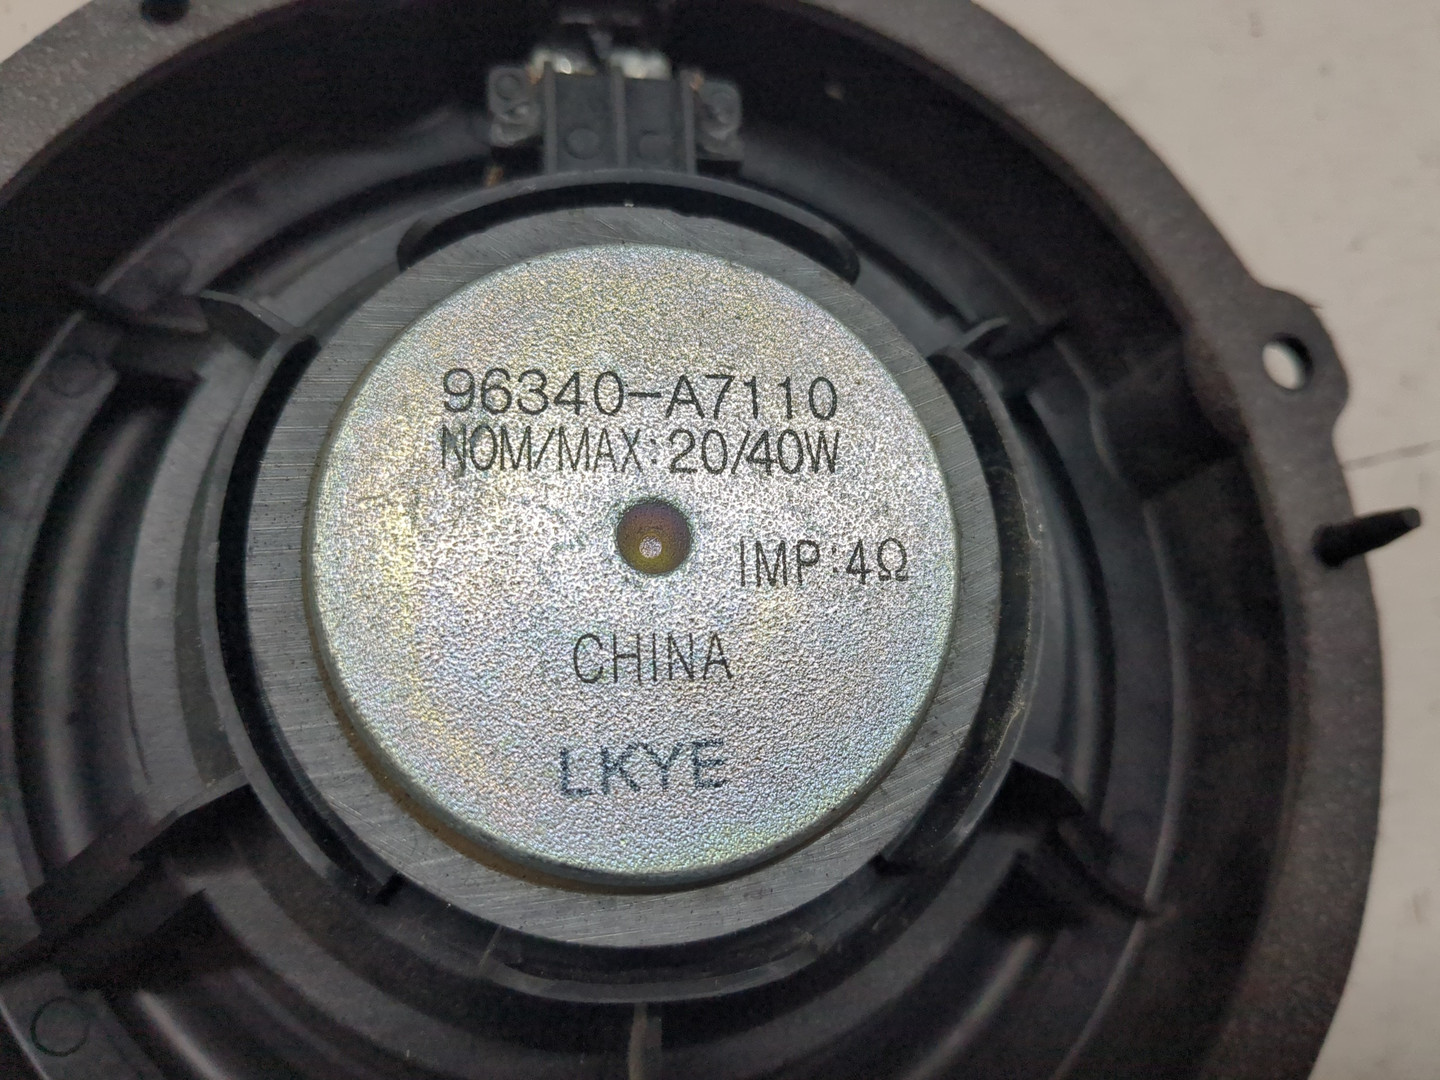 96340-A7110
NOM/MAX:20/40W
IMP:4Ω
CHINA
LKYE